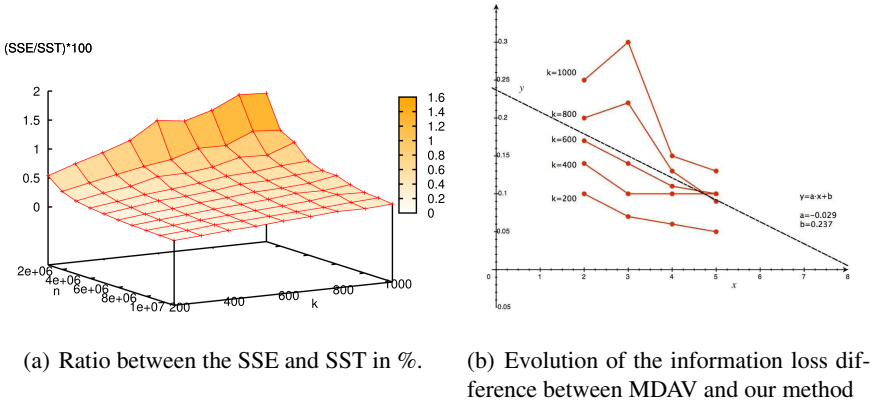 (SSE/SST)*100
2
1.5
1
0.5
0
1.6
1.4
1.2
1
0.8
0.6
0.4
0.2
0
2e+06
4e+06
6e+06
8e+06
1e+07
n
200
400
600
800
1000
k
0.3
0.25
0.2
0.15
0.1
0.05
0
0.05
1
2
3
4
5
6
7
8
y
x
k=1000
k=800
k=600
k=400
k=200
y=a·x+b
a=-0.029
b=0.237
(a) Ratio between the SSE and SST in %.
(b) Evolution of the information loss dif-
ference between MDAV and our method